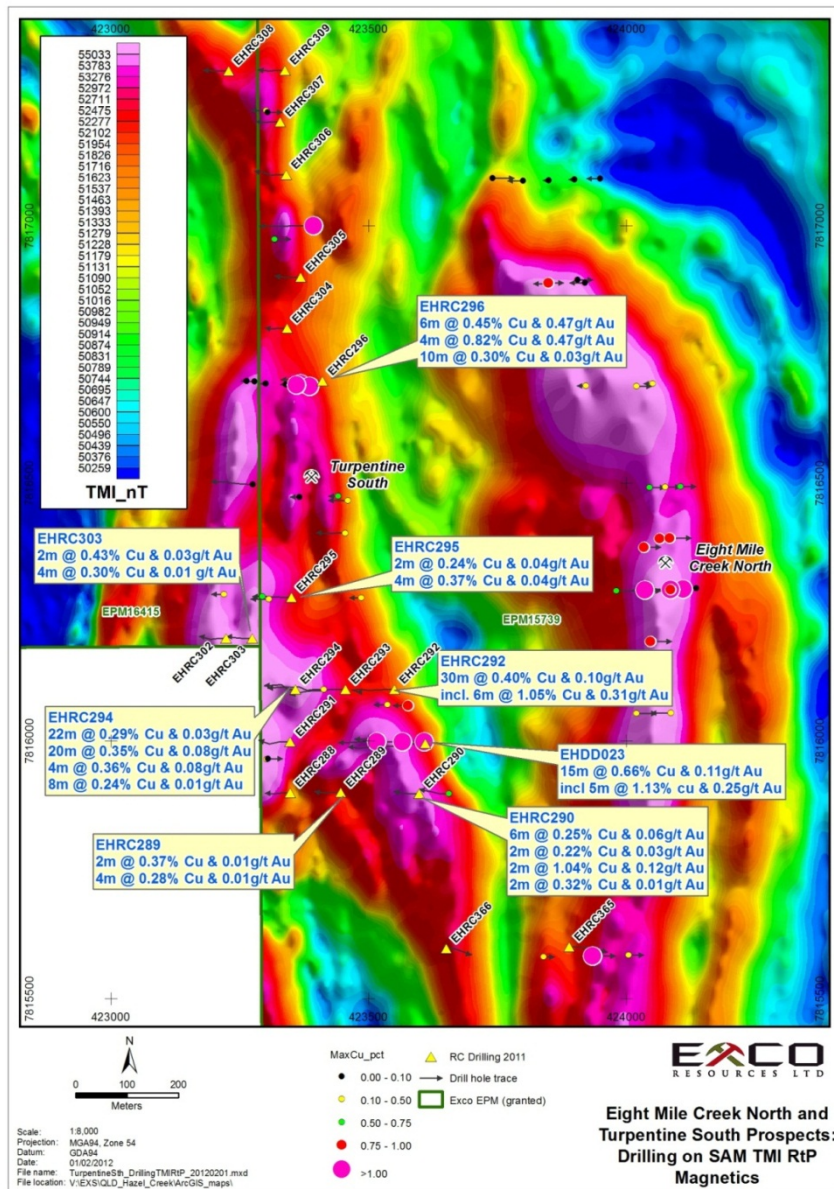 423000
423500
424000
55033
53783
53276
52972
52711
52475
52277
52102
51954
51826
51716
51623
51537
51463
51393
51333
51279
51228
51179
51131
51090
51052
51016
50982
50949
50914
50874
50831
50789
50744
50695
50647
50600
50550
50496
50439
50376
50259
TMI_nT
EHRC308
EHRC309
EHRC307
EHRC306
7817000
7817000
EHRC305
EHRC304
EHRC296
EHRC296
6m @ 0.45% Cu & 0.47g/t Au
4m @ 0.82% Cu & 0.47g/t Au
10m @ 0.30% Cu & 0.03g/t Au
Turpentine
South
7816500
7816500
EHRC303
2m @ 0.43% Cu & 0.03g/t Au
4m @ 0.30% Cu & 0.01 g/t Au
EHRC295
EHRC295
2m @ 0.24% Cu & 0.04g/t Au
4m @ 0.37% Cu & 0.04g/t Au
Eight Mile
Creek North
EPM16415
EPM15739
EHRC302
EHRC303
EHRC294
EHRC293
EHRC292
EHRC292
30m @ 0.40% Cu & 0.10g/t Au
incl. 6m @ 1.05% Cu & 0.31g/t Au
EHRC291
EHRC294
22m @ 0.29% Cu & 0.03g/t Au
20m @ 0.35% Cu & 0.08g/t Au
4m @ 0.36% Cu & 0.08g/t Au
8m @ 0.24% Cu & 0.01g/t Au
7816000
7816000
EHRC288
EHRC289
EHRC290
EHDD023
15m @ 0.66% Cu & 0.11g/t Au
incl 5m @ 1.13% cu & 0.25g/t Au
EHRC289
2m @ 0.37% Cu & 0.01g/t Au
4m @ 0.28% Cu & 0.01g/t Au
EHRC290
6m @ 0.25% Cu & 0.06g/t Au
2m @ 0.22% Cu & 0.03g/t Au
2m @ 1.04% Cu & 0.12g/t Au
2m @ 0.32% Cu & 0.01g/t Au
EHRC366
EHRC365
7815500
7815500
423000
423500
424000
N
0 100 200
Meters
Scale: 1:8,000
Projection: MGA94, Zone 54
Datum: GDA94
Date: 01/02/2012
File name: TurpentineSth_DrillingTMIRtP_20120201.mxd
File location: V:\EXS\QLD_Hazel_Creek\ArcGIS_maps\
MaxCu_pct
0.00 - 0.10
0.10 - 0.50
0.50 - 0.75
0.75 - 1.00
>1.00
RC Drilling 2011
Drill hole trace
Exco EPM (granted)
EXCO
RESOURCES LTD
Eight Mile Creek North and
Turpentine South Prospects:
Drilling on SAM TMI RtP
Magnetics